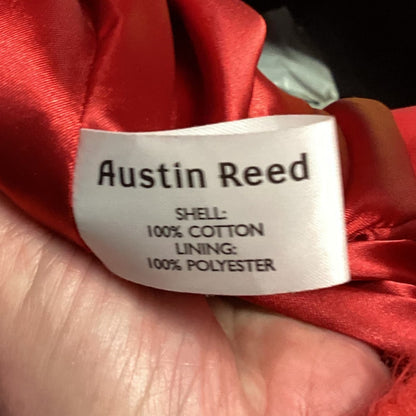 Austin Reed
SHELL:
100% COTTON
LINING:
100% POLYESTER